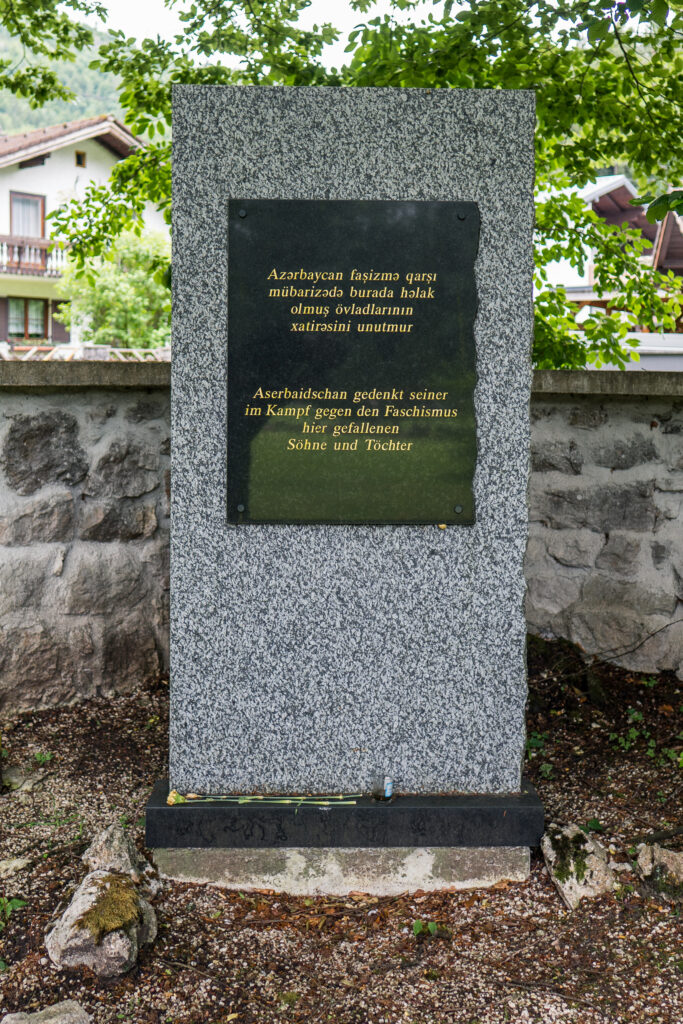 Azərbaycan faşizmə qarşı
mübarizədə burada həlak
olmuş övladlarının
xatirəsini unutmur
Aserbaidschan gedenkt seiner
im Kampf gegen den Faschismus
hier gefallenen
Söhne und Töchter